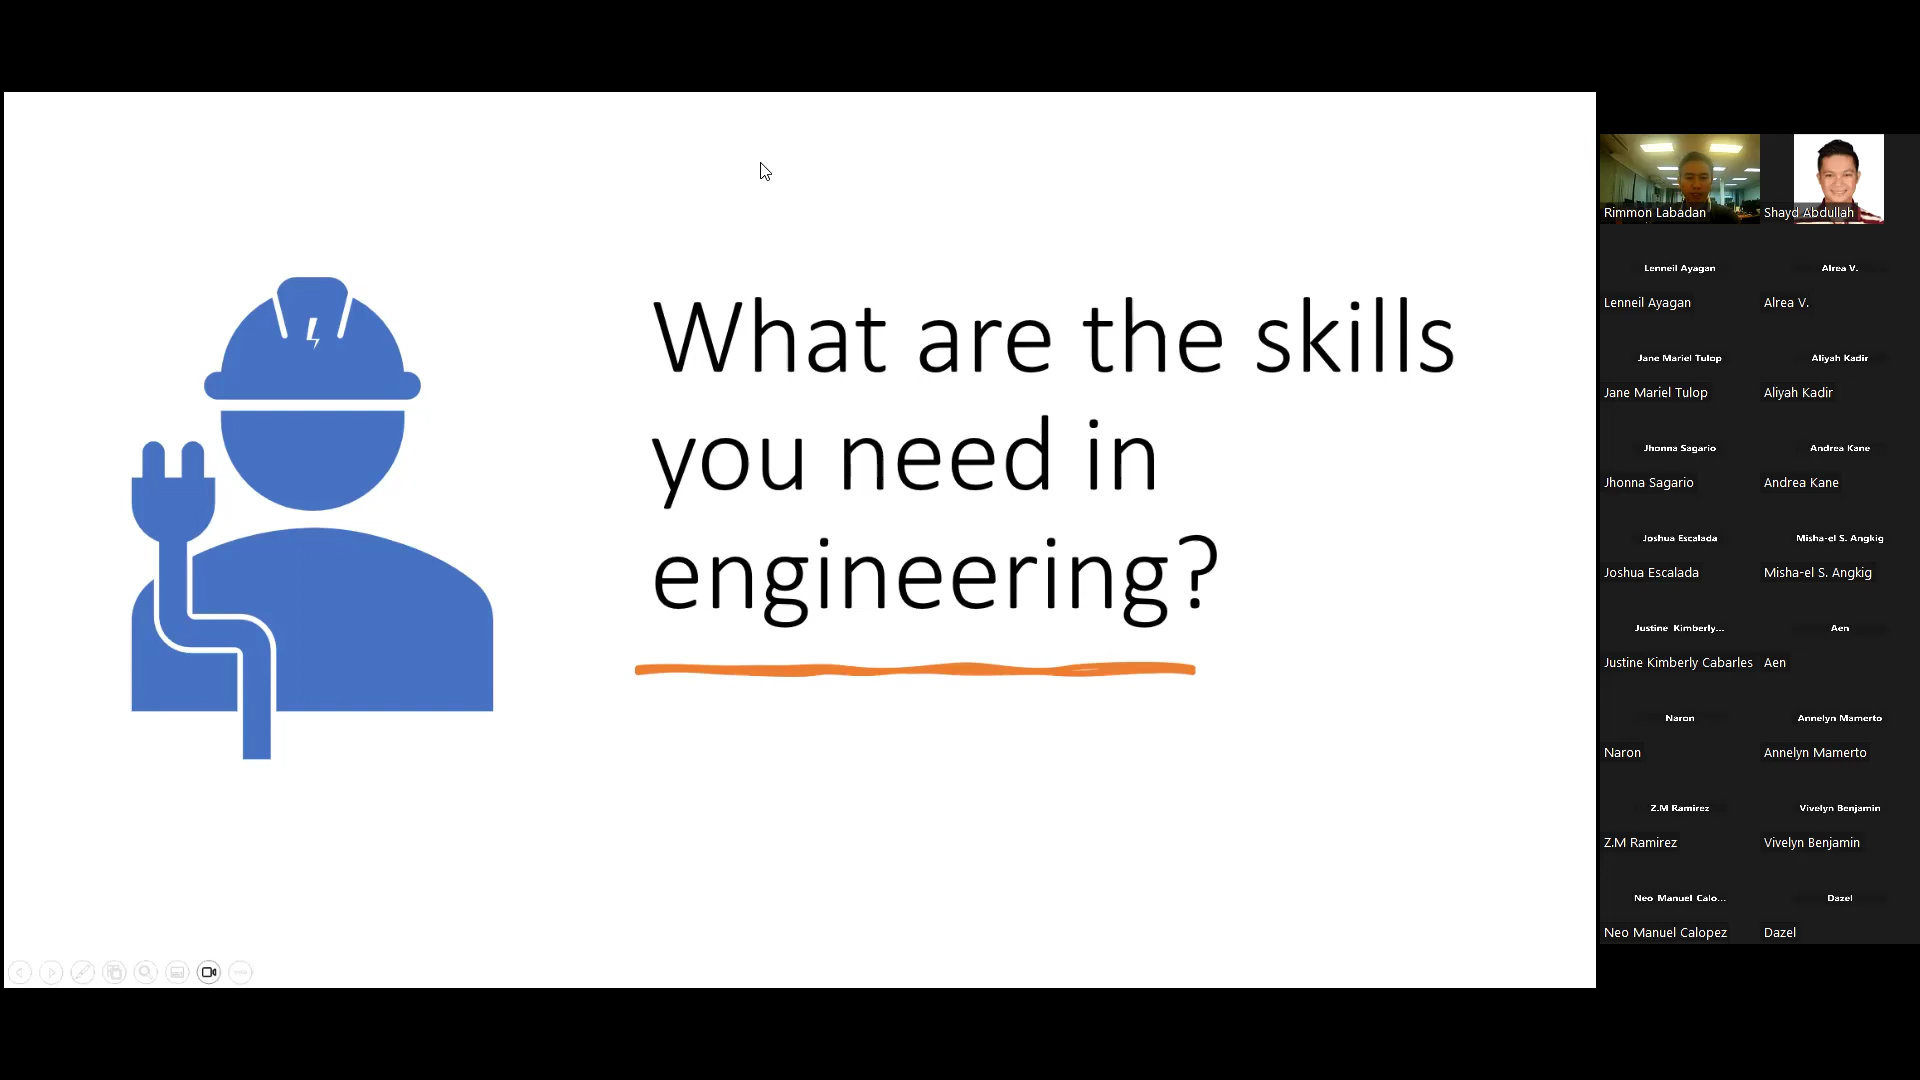 What are the skills
you need in
engineering?
Rimmon Labadan
Shayd Abdullah
Lenneil Ayagan
Alrea V.
Lenneil Ayagan
Alrea V.
Jane Mariel Tulop
Aliyah Kadir
Jane Mariel Tulop
Aliyah Kadir
Jhonna Sagario
Andrea Kane
Jhonna Sagario
Andrea Kane
Joshua Escalada
Misha-el S. Angkig
Joshua Escalada
Misha-el S. Angkig
Justine Kimberly...
Aen
Justine Kimberly Cabarles
Aen
Naron
Annelyn Mamerto
Naron
Annelyn Mamerto
Z.M Ramirez
Vivelyn Benjamin
Z.M Ramirez
Vivelyn Benjamin
Neo Manuel Calo...
Dazel
Neo Manuel Calopez
Dazel